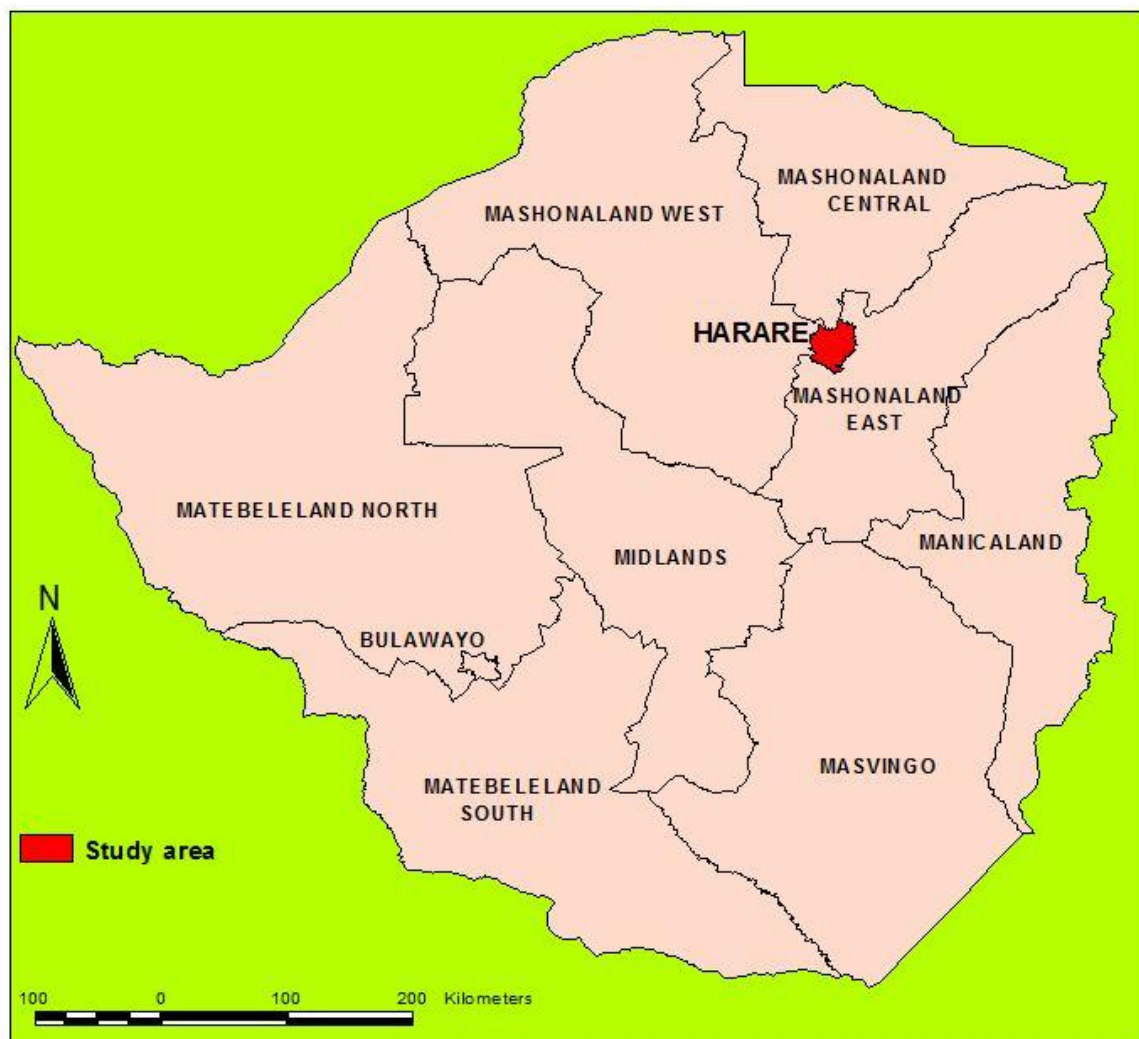 MASHONALAND
CENTRAL
MASHONALAND WEST
HARARE
MASHONALAND
EAST
MATEBELELAND NORTH
MANICALAND
MIDLANDS
N
BULAWAYO
MASVINGO
MATEBELELAND
SOUTH
Study area
100 0 100 200 Kilometers